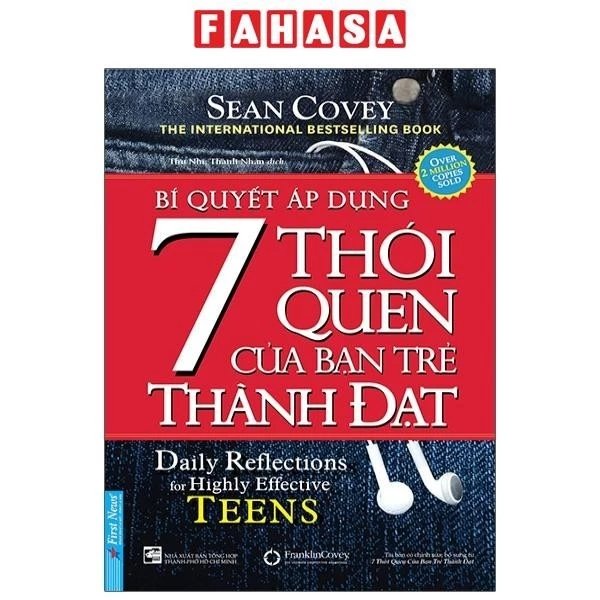 FAHASA
SEAN COVEY
THE INTERNATIONAL BESTSELLING BOOK
Thu Nhi, Thanh Nhàn dịch
OVER
2 MILLION
COPIES
SOLD
BÍ QUYẾT ÁP DỤNG
7 THÓI
QUEN
CỦA BẠN TRẺ
THÀNH ĐẠT
Daily Reflections
for Highly Effective
TEENS
First News
NHÀ XUẤT BẢN TỔNG HỢP
THÀNH PHỐ HỒ CHÍ MINH
FranklinCovey
Tái bản có chỉnh sửa, bổ sung từ
7 Thói Quen Của Bạn Trẻ Thành Đạt